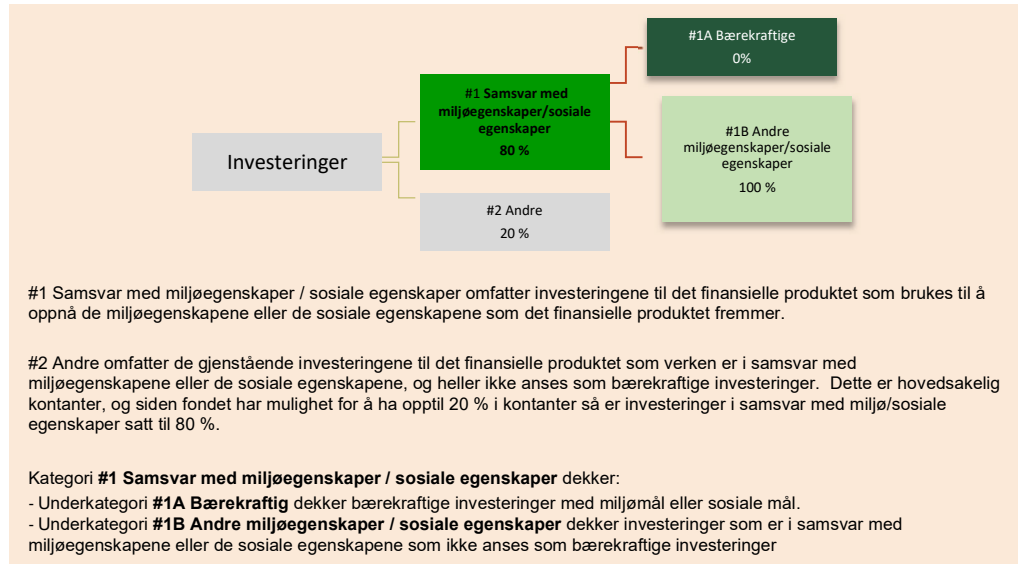 #1A Bærekraftige
0%
#1 Samsvar med
miljøegenskaper/sosiale
egenskaper
80 %
#1B Andre
miljøegenskaper/sosiale
egenskaper
100 %
Investeringer
#2 Andre
20 %
#1 Samsvar med miljøegenskaper / sosiale egenskaper omfatter investeringene til det finansielle produktet som brukes til å
oppnå de miljøegenskapene eller de sosiale egenskapene som det finansielle produktet fremmer.
#2 Andre omfatter de gjenstående investeringene til det finansielle produktet som verken er i samsvar med
miljøegenskapene eller de sosiale egenskapene, og heller ikke anses som bærekraftige investeringer.  Dette er hovedsakelig
kontanter, og siden fondet har mulighet for å ha opptil 20 % i kontanter så er investeringer i samsvar med miljø/sosiale
egenskaper satt til 80 %.
Kategori #1 Samsvar med miljøegenskaper / sosiale egenskaper dekker:
- Underkategori #1A Bærekraftig dekker bærekraftige investeringer med miljømål eller sosiale mål.
- Underkategori #1B Andre miljøegenskaper / sosiale egenskaper dekker investeringer som er i samsvar med
miljøegenskapene eller de sosiale egenskapene som ikke anses som bærekraftige investeringer